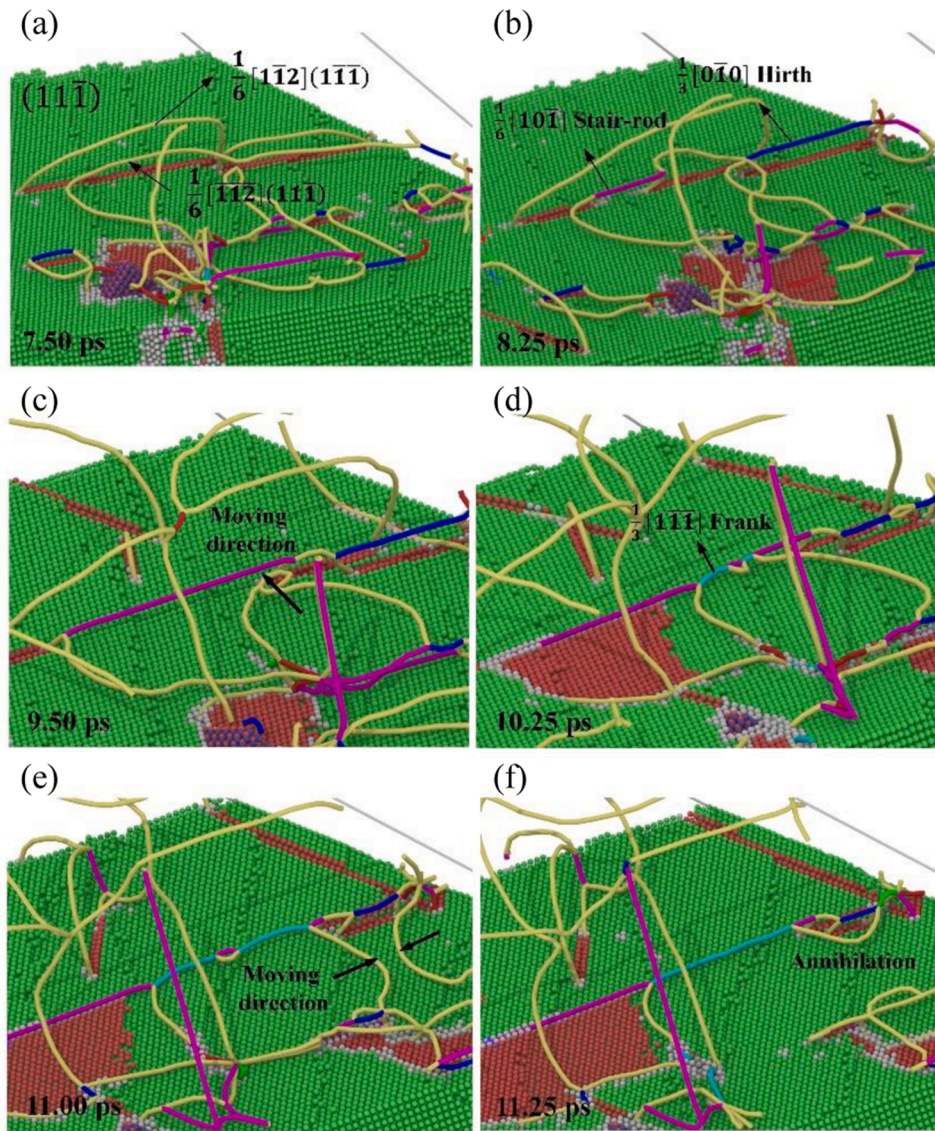 (a)
(111̅)
1/6[11̅2](11̅1̅)
1/6[1̅1̅2̅](111̅)
7.50 ps
(b)
1/6[101̅] Stair-rod
1/3[01̅0] Hirth
8.25 ps
(c)
Moving
direction
9.50 ps
(d)
1/3[11̅1̅] Frank
10.25 ps
(e)
Moving
direction
11.00 ps
(f)
Annihilation
11.25 ps